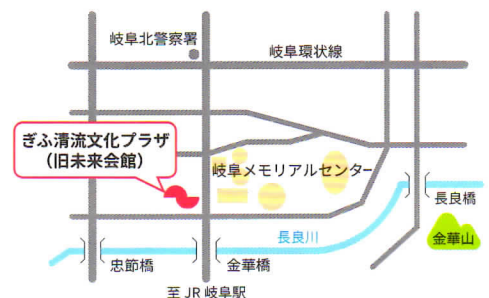 岐阜北警察署
岐阜環状線
ぎふ清流文化プラザ
(旧未来会館)
岐阜メモリアルセンター
長良橋
長良川
金華山
忠節橋
金華橋
至 JR 岐阜駅